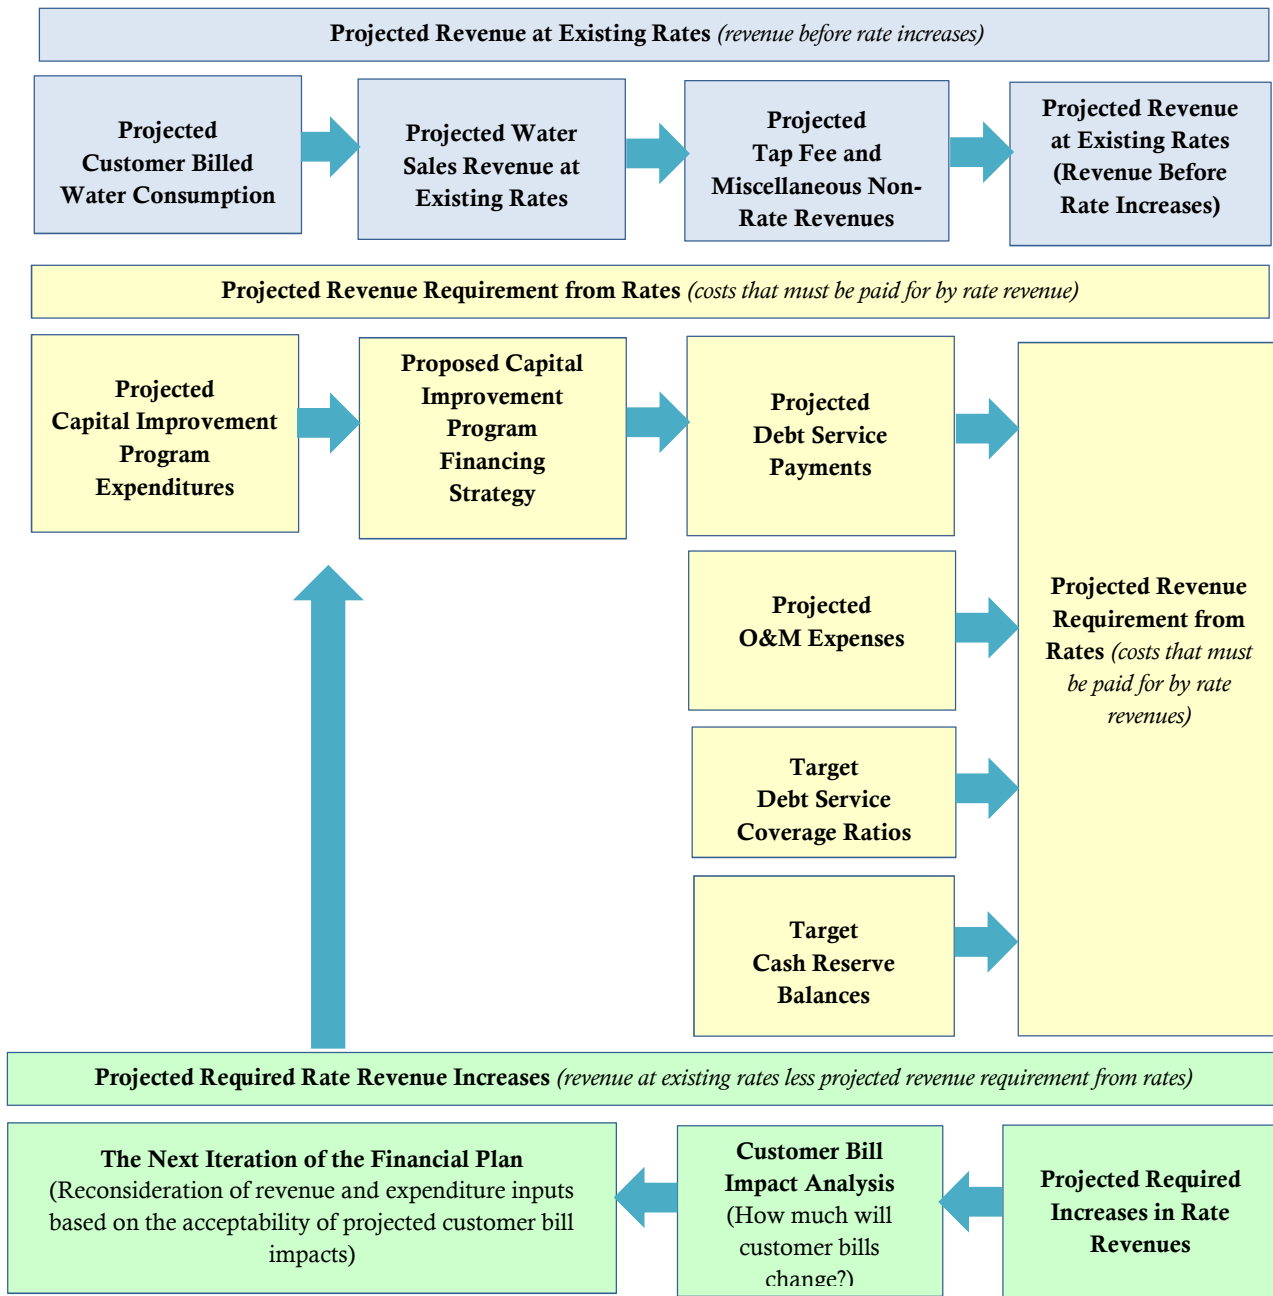 Projected Revenue at Existing Rates (revenue before rate increases)
Projected
Customer Billed
Water Consumption
Projected Water
Sales Revenue at
Existing Rates
Projected
Tap Fee and
Miscellaneous Non-
Rate Revenues
Projected Revenue
at Existing Rates
(Revenue Before
Rate Increases)
Projected Revenue Requirement from Rates (costs that must be paid for by rate revenue)
Projected
Capital Improvement
Program
Expenditures
Proposed Capital
Improvement
Program
Financing
Strategy
Projected
Debt Service
Payments
Projected
O&M Expenses
Target
Debt Service
Coverage Ratios
Target
Cash Reserve
Balances
Projected Revenue
Requirement from
Rates (costs that must
be paid for by rate
revenues)
Projected Required Rate Revenue Increases (revenue at existing rates less projected revenue requirement from rates)
The Next Iteration of the Financial Plan
(Reconsideration of revenue and expenditure inputs
based on the acceptability of projected customer bill
impacts)
Customer Bill
Impact Analysis
(How much will
customer bills
change?)
Projected Required
Increases in Rate
Revenues